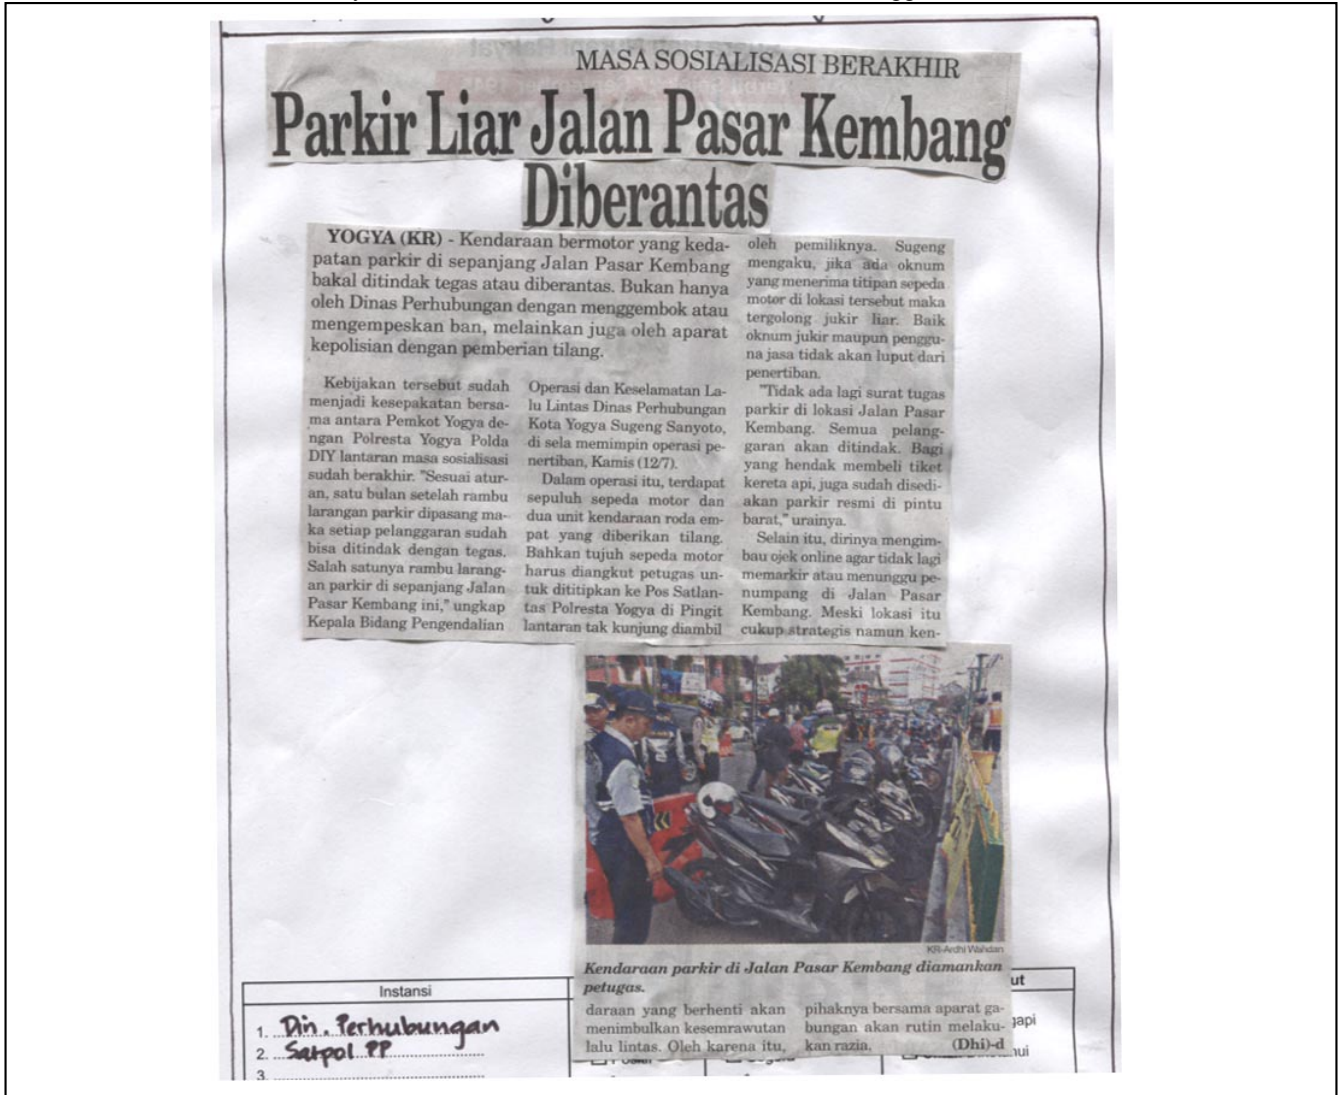 MASA SOSIALISASI BERAKHIR
Parkir Liar Jalan Pasar Kembang
Diberantas
YOGYA (KR) - Kendaraan bermotor yang keda-
patan parkir di sepanjang Jalan Pasar Kembang
bakal ditindak tegas atau diberantas. Bukan hanya
oleh Dinas Perhubungan dengan menggembok atau
mengempeskan ban, melainkan juga oleh aparat
kepolisian dengan pemberian tilang.
Kebijakan tersebut sudah
menjadi kesepakatan bersa-
ma antara Pemkot Yogya de-
ngan Polresta Yogya Polda
DIY lantaran masa sosialisasi
sudah berakhir. "Sesuai atur-
an, satu bulan setelah rambu
larangan parkir dipasang ma-
ka setiap pelanggaran sudah
bisa ditindak dengan tegas.
Salah satunya rambu larang-
an parkir di sepanjang Jalan
Pasar Kembang ini," ungkap
Kepala Bidang Pengendalian
Operasi dan Keselamatan La-
lu Lintas Dinas Perhubungan
Kota Yogya Sugeng Sanyoto,
di sela memimpin operasi pe-
nertiban, Kamis (12/7).
Dalam operasi itu, terdapat
sepuluh sepeda motor dan
dua unit kendaraan roda em-
pat yang diberikan tilang.
Bahkan tujuh sepeda motor
harus diangkut petugas un-
tuk dititipkan ke Pos Satlan-
tas Polresta Yogya di Pingit
lantaran tak kunjung diambil
oleh pemiliknya. Sugeng
mengaku, jika ada oknum
yang menerima titipan sepeda
motor di lokasi tersebut maka
tergolong jukir liar. Baik
oknum jukir maupun penggu-
na jasa tidak akan luput dari
penertiban.
"Tidak ada lagi surat tugas
parkir di lokasi Jalan Pasar
Kembang. Semua pelang-
garan akan ditindak. Bagi
yang hendak membeli tiket
kereta api, juga sudah disedi-
akan parkir resmi di pintu
barat," urainya.
Selain itu, dirinya mengim-
bau ojek online agar tidak lagi
memarkir atau menunggu pe-
numpang di Jalan Pasar
Kembang. Meski lokasi itu
cukup strategis namun ken-
KR-Ardhi Wahdan
Kendaraan parkir di Jalan Pasar Kembang diamankan
petugas.
daraan yang berhenti akan
menimbulkan kesemrawutan
lalu lintas. Oleh karena itu,
pihaknya bersama aparat ga-
bungan akan rutin melaku-
kan razia. (Dhi)-d
Instansi
1. Din. Perhubungan
2. Satpol PP
3.
ut
gapi
hui